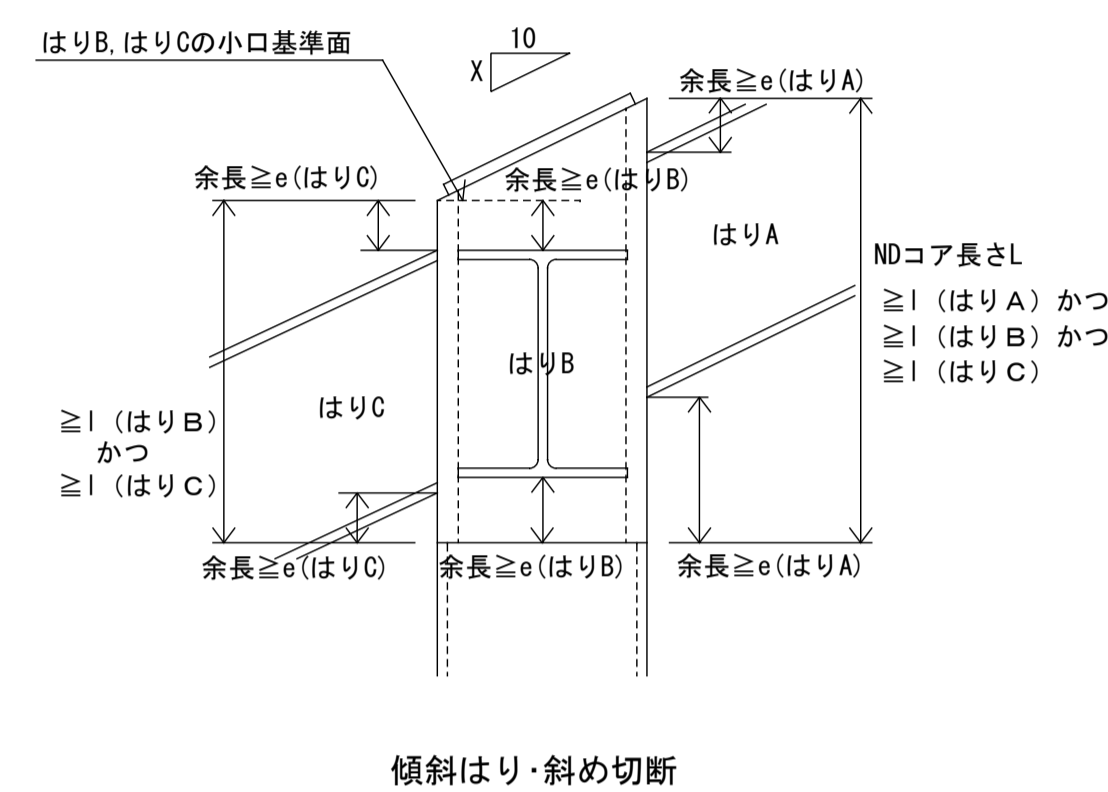 はりB,はりCの小口基準面
10
X
余長≧e(はりA)
余長≧e(はりC)
余長≧e(はりB)
はりA
NDコア長さL
≧l（はりA）かつ
≧l（はりB）かつ
≧l（はりC）
はりB
はりC
≧l（はりB）
かつ
≧l（はりC）
余長≧e(はりC)
余長≧e(はりB)
余長≧e(はりA)
傾斜はり・斜め切断